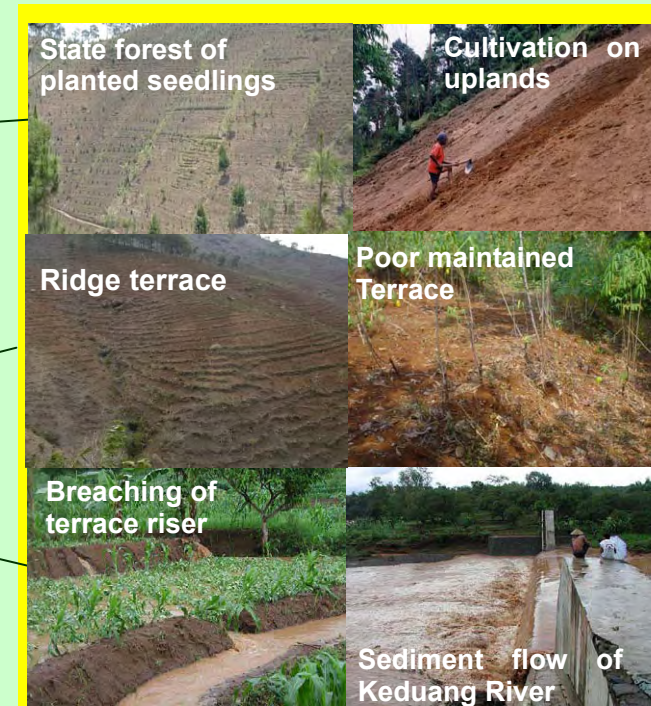 State forest of
planted seedlings
Cultivation on
uplands
Ridge terrace
Poor maintained
Terrace
Breaching of
terrace riser
Sediment flow of
Keduang River